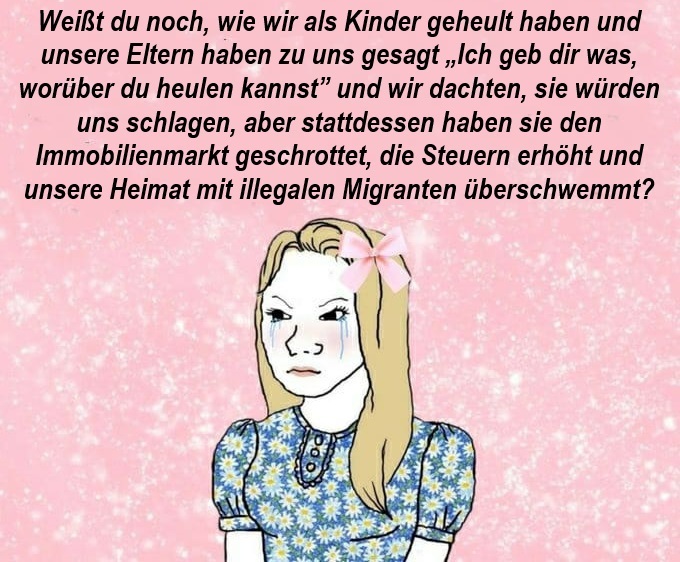 Weißt du noch, wie wir als Kinder geheult haben und
unsere Eltern haben zu uns gesagt „Ich geb dir was,
worüber du heulen kannst” und wir dachten, sie würden
uns schlagen, aber stattdessen haben sie den
Immobilienmarkt geschrottet, die Steuern erhöht und
unsere Heimat mit illegalen Migranten überschwemmt?